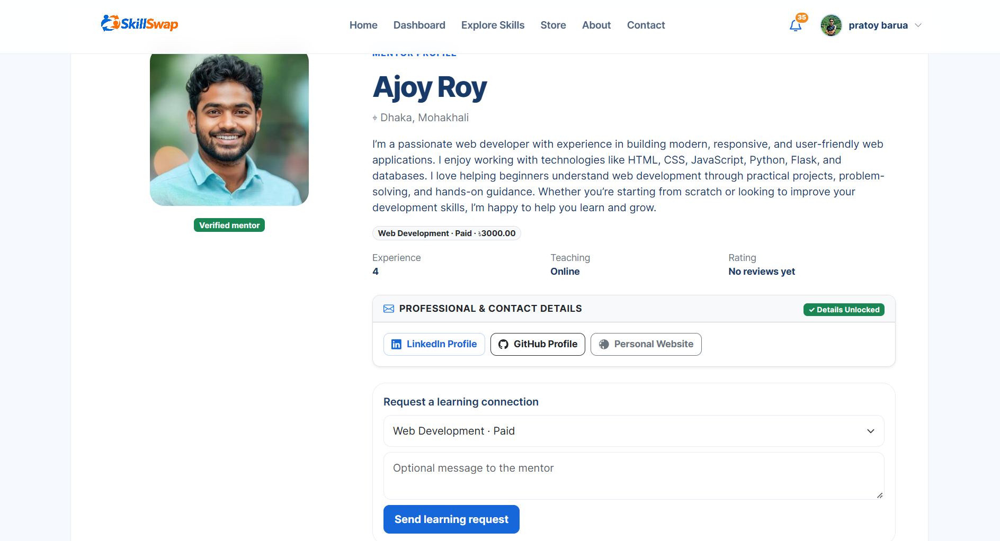 SkillSwap
Home Dashboard Explore Skills Store About Contact
35
pratoy barua
MENTOR PROFILE
Ajoy Roy
Dhaka, Mohakhali
I’m a passionate web developer with experience in building modern, responsive, and user-friendly web
applications. I enjoy working with technologies like HTML, CSS, JavaScript, Python, Flask, and
databases. I love helping beginners understand web development through practical projects, problem-
solving, and hands-on guidance. Whether you’re starting from scratch or looking to improve your
development skills, I’m happy to help you learn and grow.
Verified mentor
Web Development · Paid · ৳3000.00
Experience Teaching Rating
4 Online No reviews yet
PROFESSIONAL & CONTACT DETAILS
✓ Details Unlocked
in LinkedIn Profile GitHub Profile Personal Website
Request a learning connection
Web Development · Paid
Optional message to the mentor
Send learning request